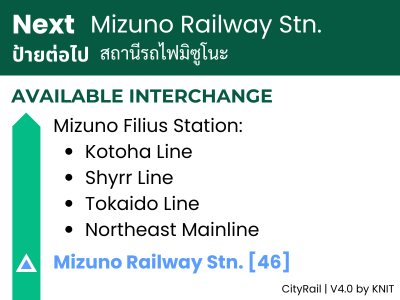 Next Mizuno Railway Stn.
ป้ายต่อไป สถานีรถไฟมิซูโนะ
AVAILABLE INTERCHANGE
Mizuno Filius Station:
• Kotoha Line
• Shyrr Line
• Tokaido Line
• Northeast Mainline
Mizuno Railway Stn. [46]
CityRail | V4.0 by KNIT